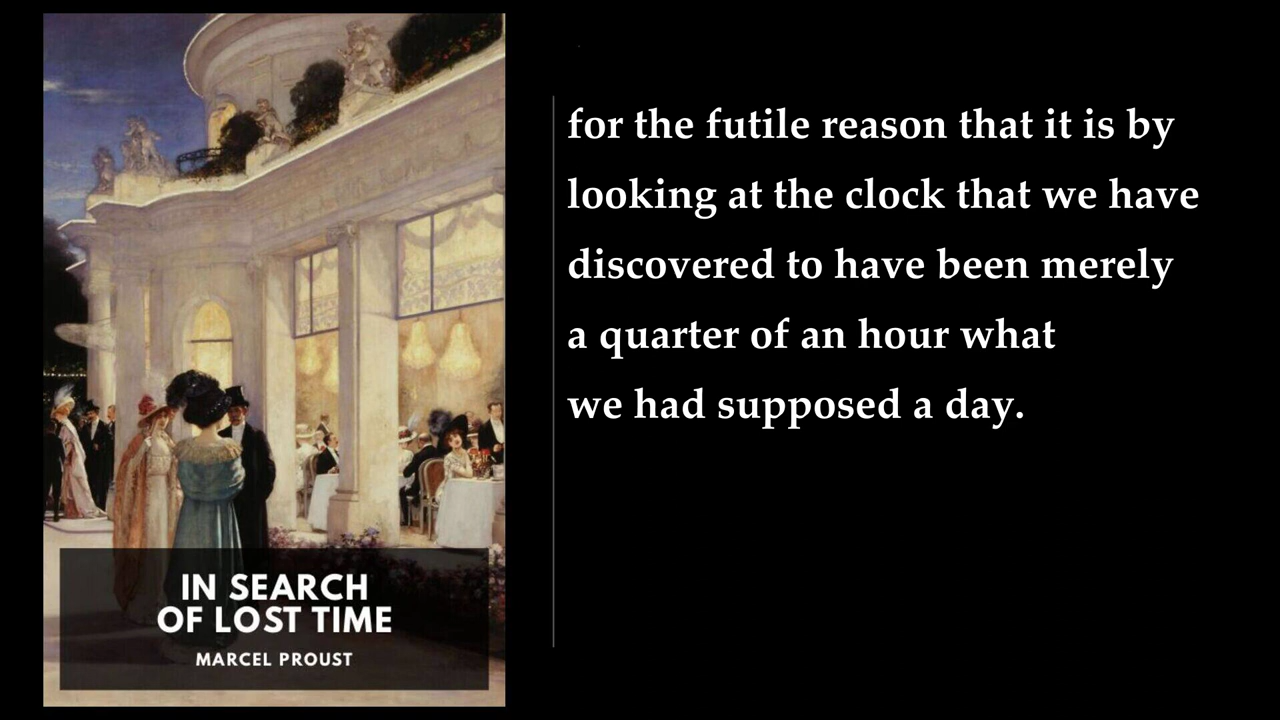 for the futile reason that it is by
looking at the clock that we have
discovered to have been merely
a quarter of an hour what
we had supposed a day.
IN SEARCH
OF LOST TIME
MARCEL PROUST